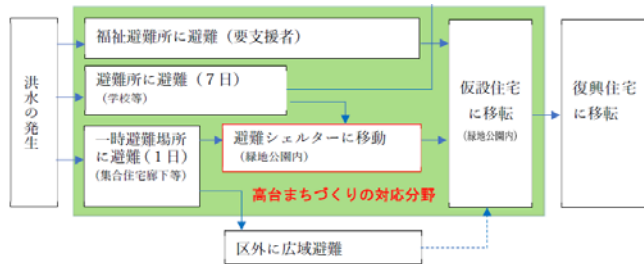 洪水の発生
福祉避難所に避難（要支援者）
避難所に避難（7日）
（学校等）
一時避難場所
に避難（1日）
（集合住宅廊下等）
避難シェルターに移動
（緑地公園内）
高台まちづくりの対応分野
区外に広域避難
仮設住宅
に移転
（緑地公園内）
復興住宅
に移転